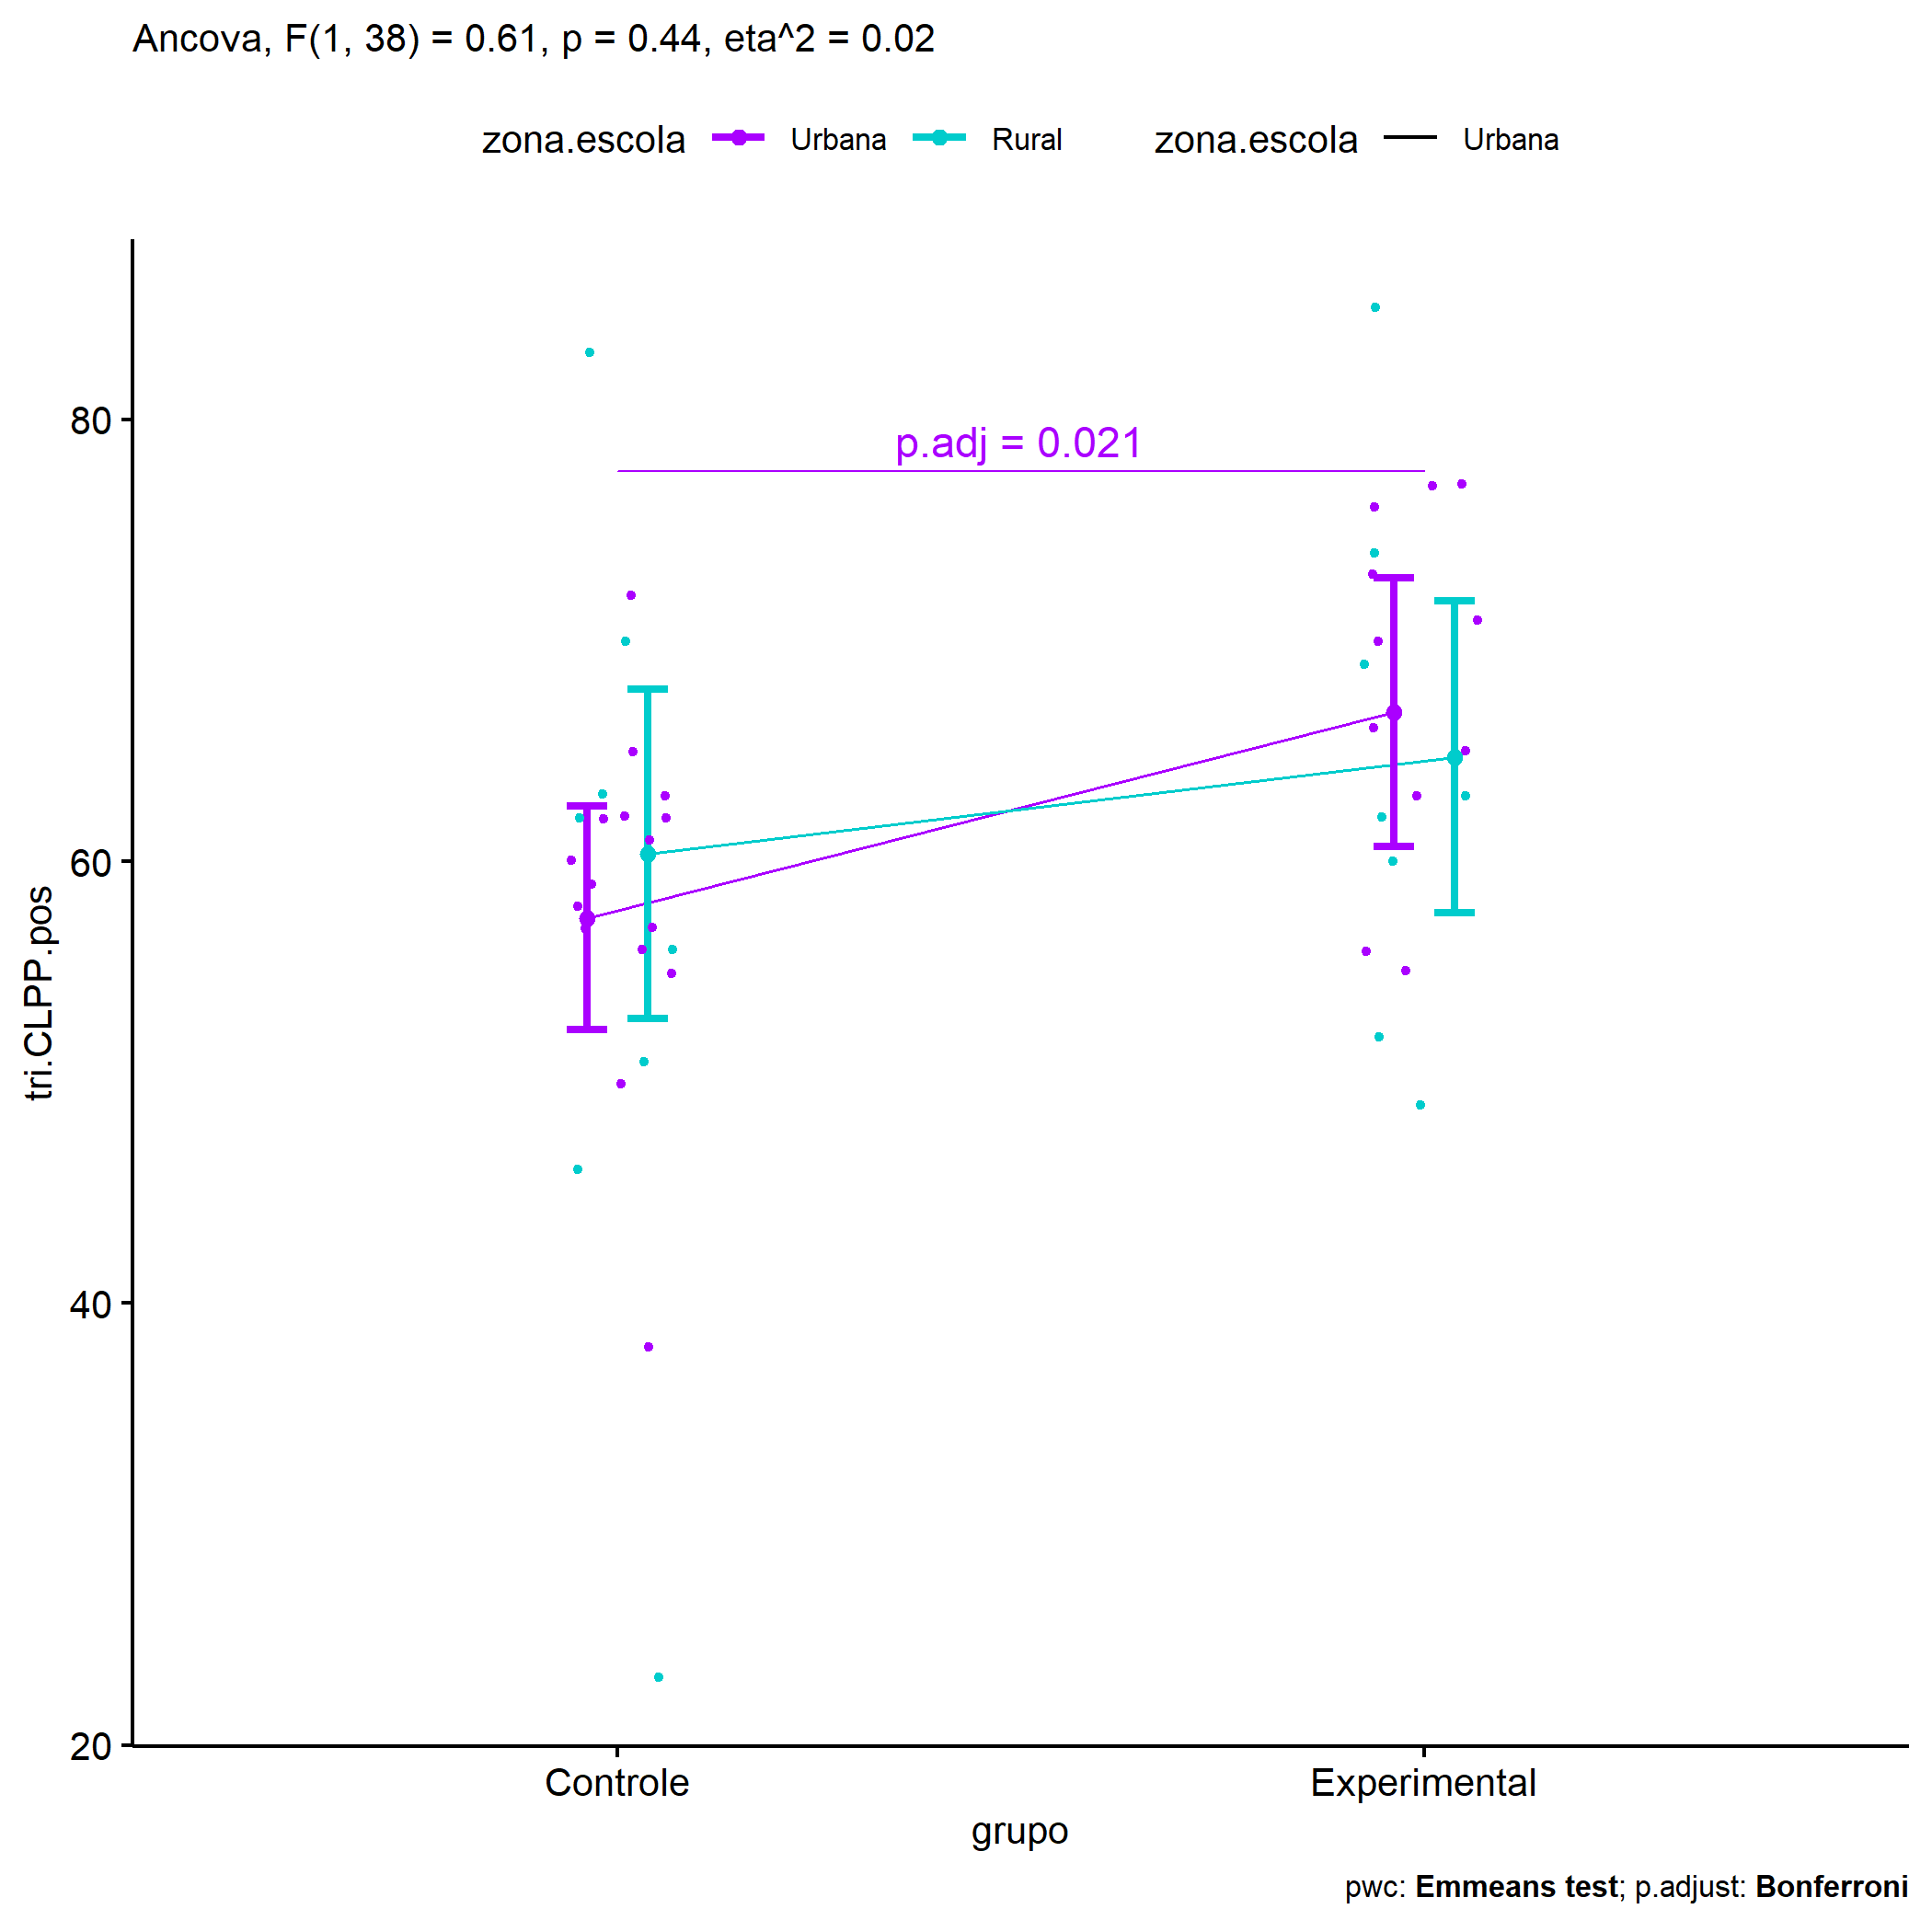 Ancova, F(1, 38) = 0.61, p = 0.44, eta^2 = 0.02
zona.escola Urbana Rural zona.escola Urbana
p.adj = 0.021
80
60
40
20
tri.CLPP.pos
Controle Experimental
grupo
pwc: Emmeans test; p.adjust: Bonferroni